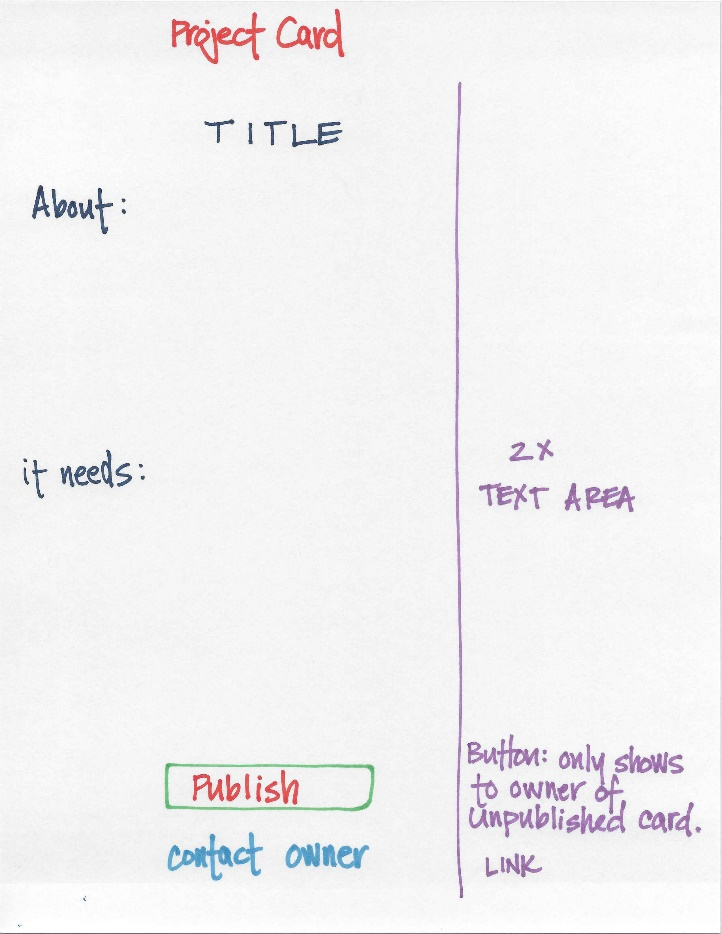 Project Card
TITLE
About:
it needs:
2X
TEXT AREA
Publish
contact owner
Button: only shows
to owner of
Unpublished card.
LINK